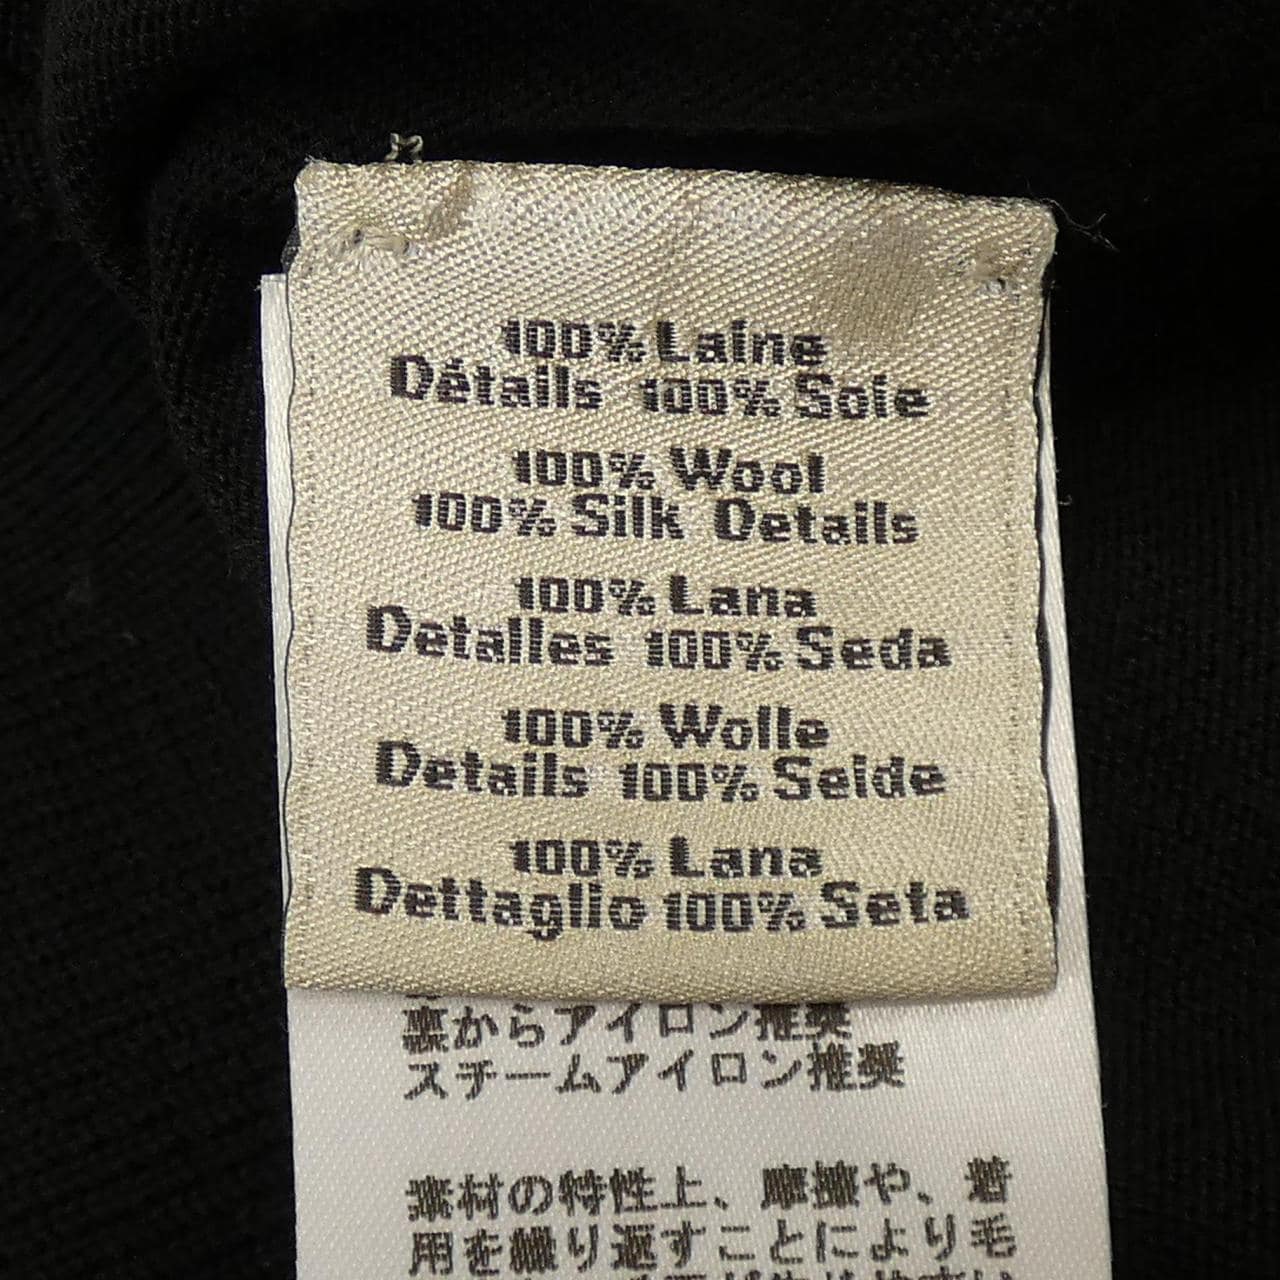 100% Laine
Détails 100% Soie
100% Wool
100% Silk Details
100% Lana
Detalles 100% Seda
100% Wolle
Details 100% Seide
100% Lana
Dettaglio 100% Seta
裏からアイロン推奨
スチームアイロン推奨
素材の特性上、摩擦や、着
用を繰り返すことにより毛